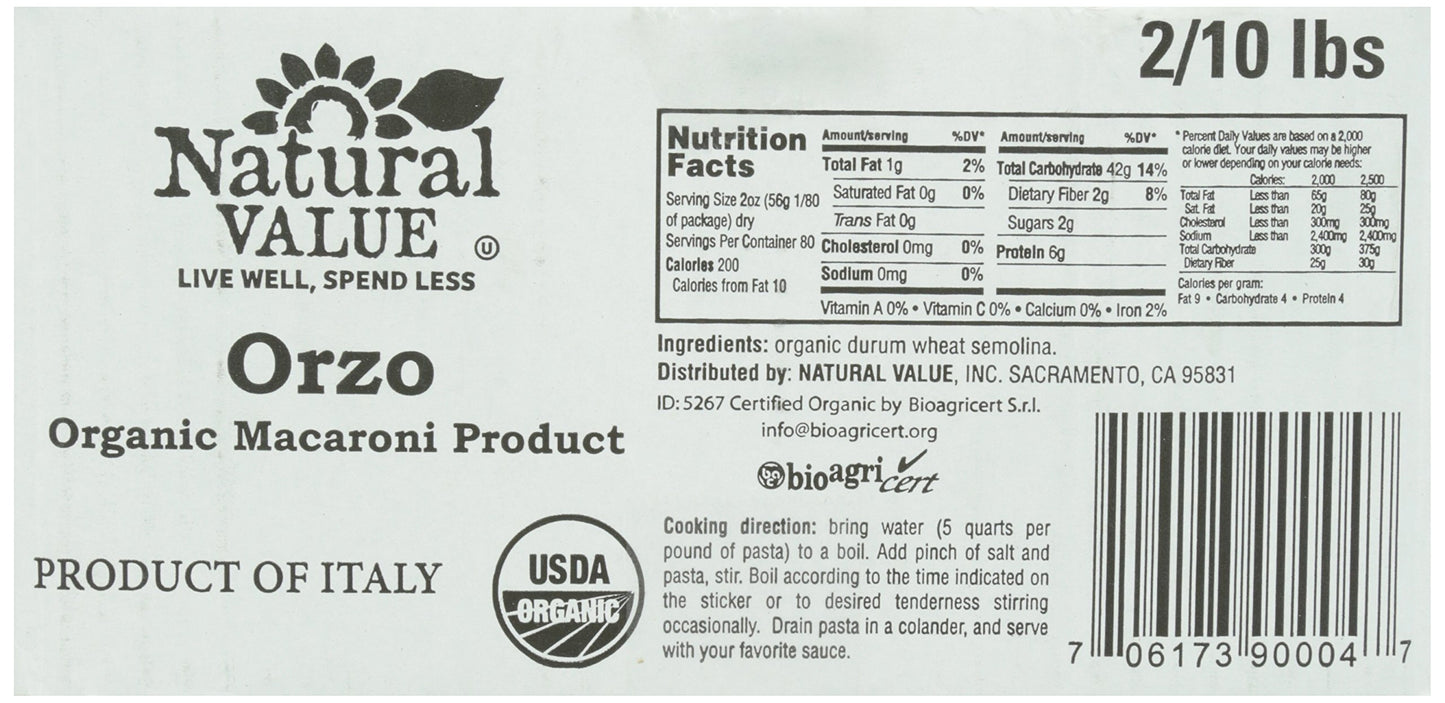 2/10 lbs
Natural
VALUE Ⓤ
LIVE WELL, SPEND LESS
Orzo
Organic Macaroni Product
PRODUCT OF ITALY
USDA
ORGANIC
Nutrition
Facts
Serving Size 2oz (56g 1/80
of package) dry
Servings Per Container 80
Calories 200
Calories from Fat 10
Amount/serving %DV*
Total Fat 1g 2%
Saturated Fat 0g 0%
Trans Fat 0g
Cholesterol 0mg 0%
Sodium 0mg 0%
Amount/serving %DV*
Total Carbohydrate 42g 14%
Dietary Fiber 2g 8%
Sugars 2g
Protein 6g
Vitamin A 0% • Vitamin C 0% • Calcium 0% • Iron 2%
* Percent Daily Values are based on a 2,000
calorie diet. Your daily values may be higher
or lower depending on your calorie needs:
Calories: 2,000 2,500
Total Fat Less than 65g 80g
Sat. Fat Less than 20g 25g
Cholesterol Less than 300mg 300mg
Sodium Less than 2,400mg 2,400mg
Total Carbohydrate 300g 375g
Dietary Fiber 25g 30g
Calories per gram:
Fat 9 • Carbohydrate 4 • Protein 4
Ingredients: organic durum wheat semolina.
Distributed by: NATURAL VALUE, INC. SACRAMENTO, CA 95831
ID: 5267 Certified Organic by Bioagricert S.r.l.
info@bioagricert.org
bioagricert
Cooking direction: bring water (5 quarts per
pound of pasta) to a boil. Add pinch of salt and
pasta, stir. Boil according to the time indicated on
the sticker or to desired tenderness stirring
occasionally. Drain pasta in a colander, and serve
with your favorite sauce.
7 06173 90004 7